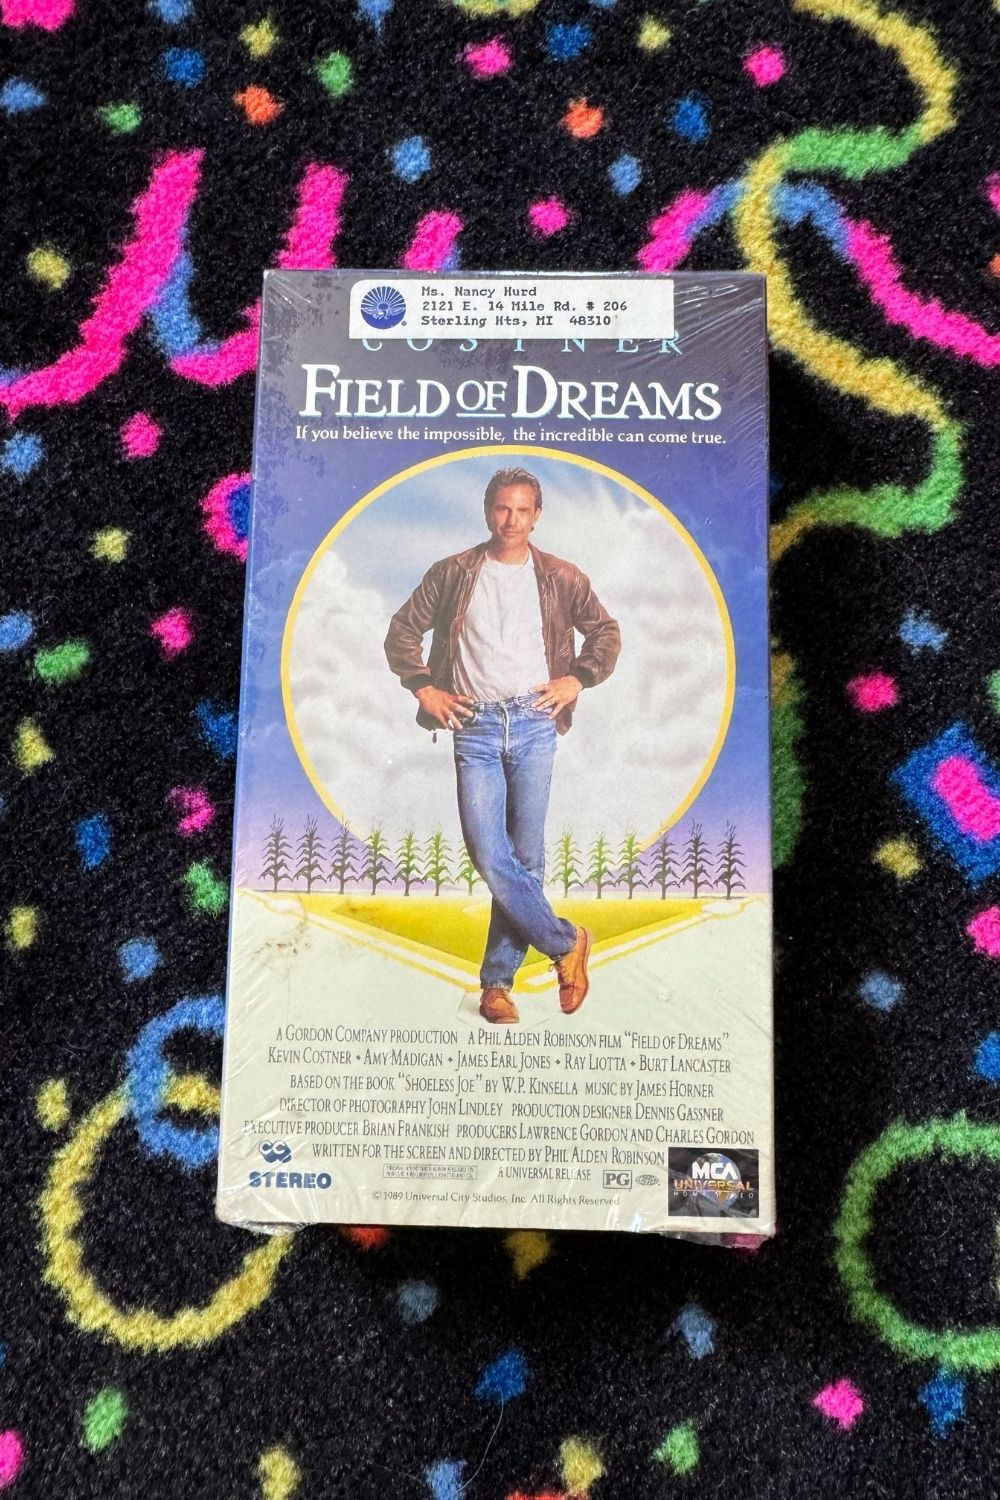 Ms. Nancy Hurd
2121 E. 14 Mile Rd. # 206
Sterling Hts, MI 48310
COSTNER
FIELD OF DREAMS
If you believe the impossible, the incredible can come true.
A GORDON COMPANY PRODUCTION A PHIL ALDEN ROBINSON FILM "FIELD OF DREAMS"
KEVIN COSTNER • AMY MADIGAN • JAMES EARL JONES • RAY LIOTTA • BURT LANCASTER
BASED ON THE BOOK "SHOELESS JOE" BY W.P. KINSELLA MUSIC BY JAMES HORNER
DIRECTOR OF PHOTOGRAPHY JOHN LINDLEY PRODUCTION DESIGNER DENNIS GASSNER
EXECUTIVE PRODUCER BRIAN FRANKISH PRODUCERS LAWRENCE GORDON AND CHARLES GORDON
WRITTEN FOR THE SCREEN AND DIRECTED BY PHIL ALDEN ROBINSON
CC
STEREO
A UNIVERSAL RELEASE
PG
MCA
UNIVERSAL
HOME VIDEO
© 1989 Universal City Studios, Inc. All Rights Reserved